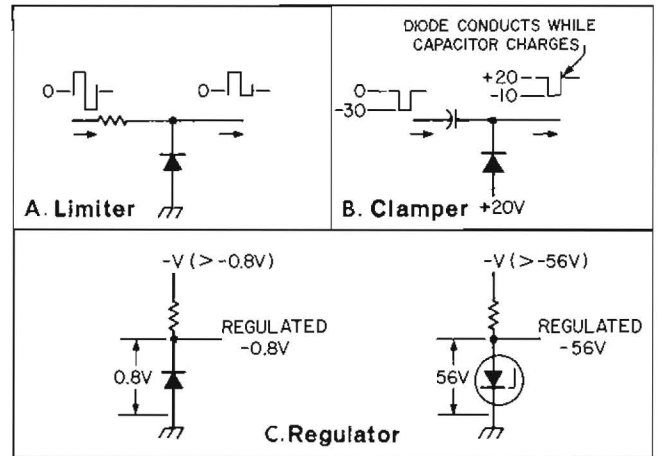 DIODE CONDUCTS WHILE
CAPACITOR CHARGES
0
0
A. Limiter
0
-30
+20
-10
B. Clamper
+20V
-V (> -0.8V)
REGULATED
-0.8V
0.8V
-V (> -56V)
REGULATED
-56V
56V
C. Regulator